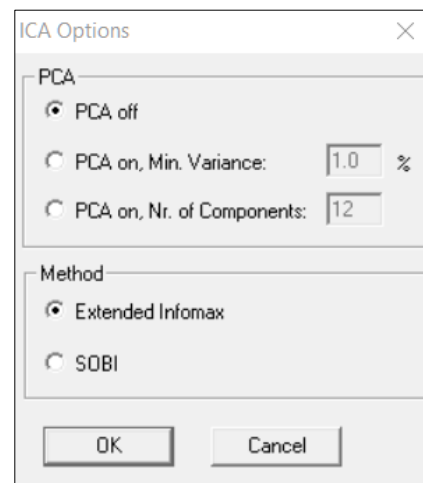 ICA Options
PCA
PCA off
PCA on, Min. Variance: 1.0 %
PCA on, Nr. of Components: 12
Method
Extended Infomax
SOBI
OK Cancel